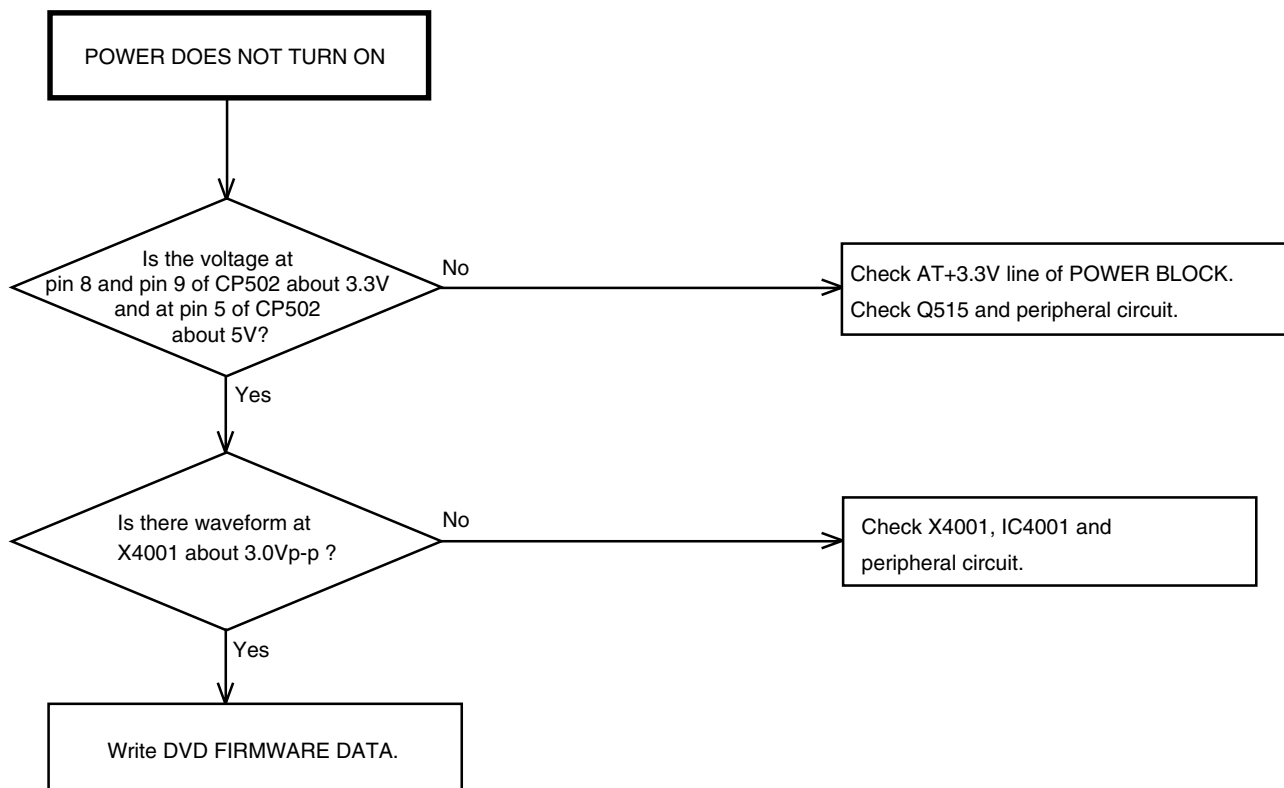 POWER DOES NOT TURN ON
Is the voltage at
pin 8 and pin 9 of CP502 about 3.3V
and at pin 5 of CP502
about 5V?
No
Check AT+3.3V line of POWER BLOCK.
Check Q515 and peripheral circuit.
Yes
Is there waveform at
X4001 about 3.0Vp-p ?
No
Check X4001, IC4001 and
peripheral circuit.
Yes
Write DVD FIRMWARE DATA.